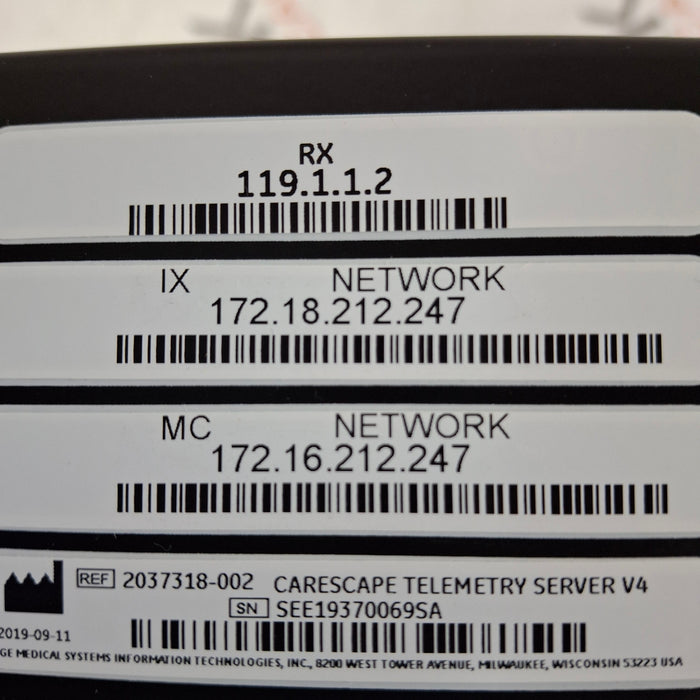 RX
119.1.1.2
IX NETWORK
172.18.212.247
MC NETWORK
172.16.212.247
REF 2037318-002 CARESCAPE TELEMETRY SERVER V4
SN SEE19370069SA
2019-09-11
GE MEDICAL SYSTEMS INFORMATION TECHNOLOGIES, INC., 8200 WEST TOWER AVENUE, MILWAUKEE, WISCONSIN 53223 USA